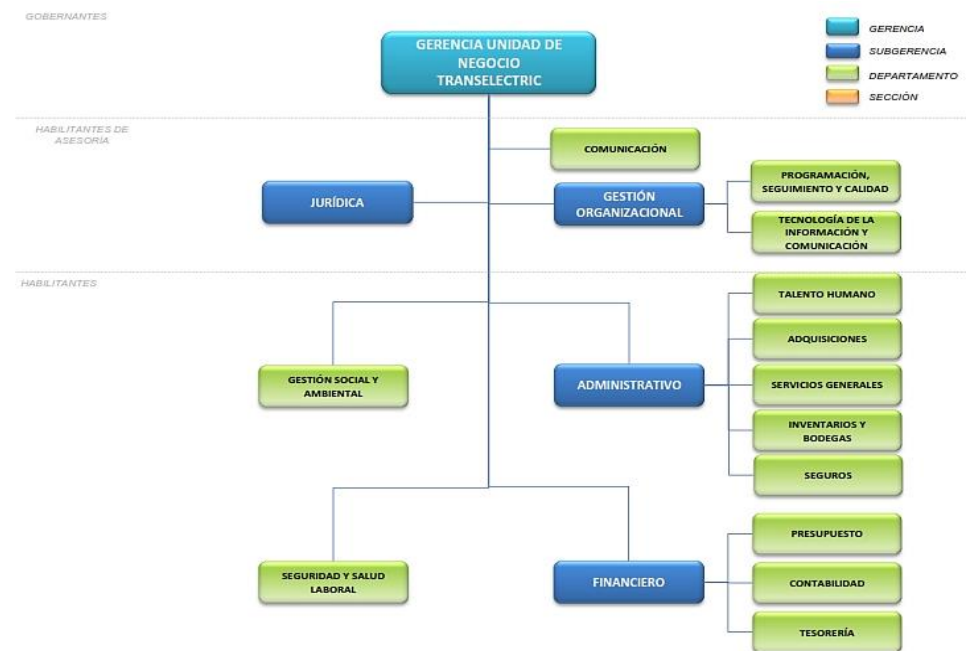 GOBERNANTES
GERENCIA UNIDAD DE
NEGOCIO
TRANSELECTRIC
GERENCIA
SUBGERENCIA
DEPARTAMENTO
SECCIÓN
HABILITANTES DE
ASESORÍA
COMUNICACIÓN
JURÍDICA
GESTIÓN
ORGANIZACIONAL
PROGRAMACIÓN,
SEGUIMIENTO Y CALIDAD
TECNOLOGÍA DE LA
INFORMACIÓN Y
COMUNICACIÓN
HABILITANTES
GESTIÓN SOCIAL Y
AMBIENTAL
ADMINISTRATIVO
TALENTO HUMANO
ADQUISICIONES
SERVICIOS GENERALES
INVENTARIOS Y
BODEGAS
SEGUROS
SEGURIDAD Y SALUD
LABORAL
FINANCIERO
PRESUPUESTO
CONTABILIDAD
TESORERÍA